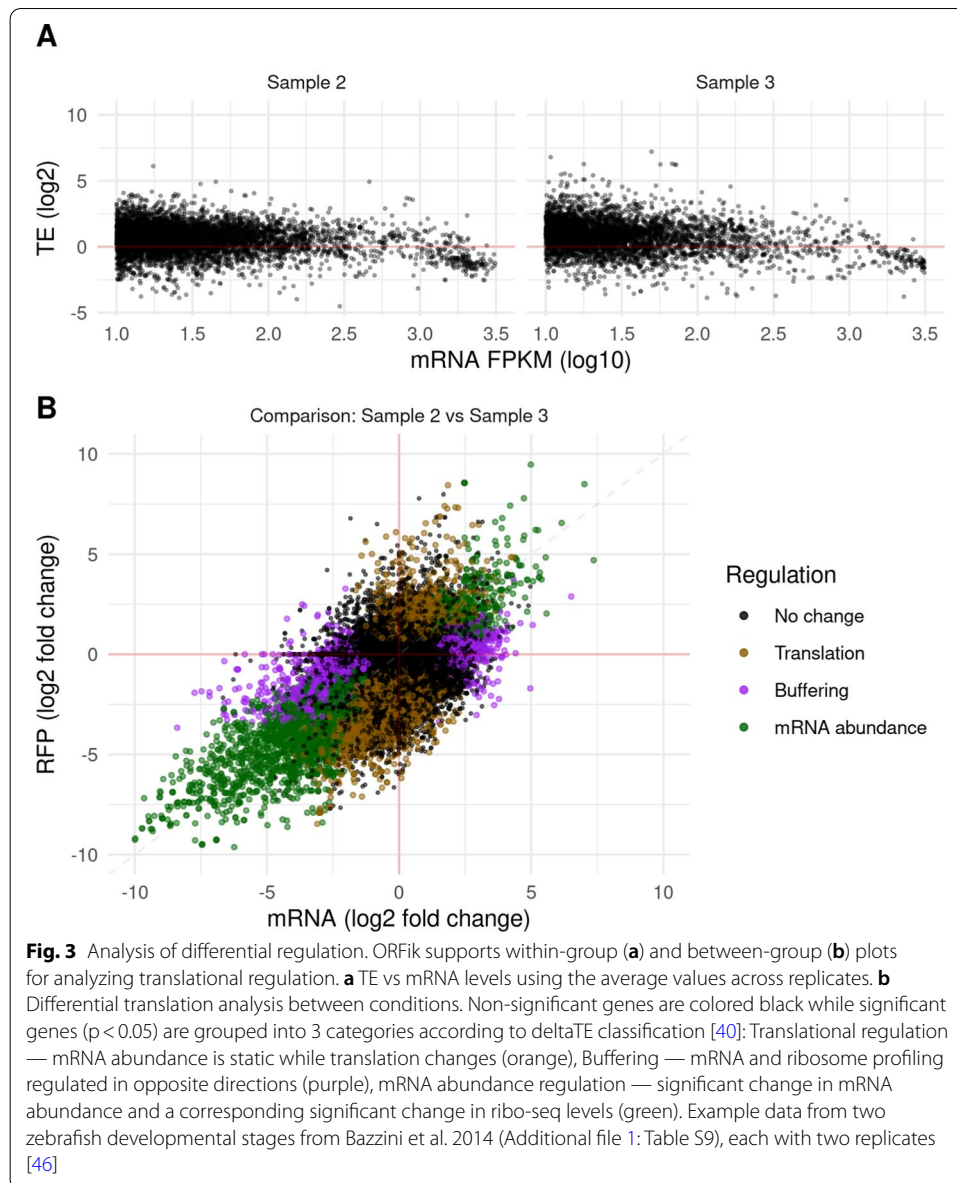 A
Sample 2
Sample 3
10
5
0
-5
TE (log2)
1.0 1.5 2.0 2.5 3.0 3.5
1.0 1.5 2.0 2.5 3.0 3.5
mRNA FPKM (log10)
B
Comparison: Sample 2 vs Sample 3
10
5
0
-5
-10
RFP (log2 fold change)
-10 -5 0 5 10
mRNA (log2 fold change)
Regulation
No change
Translation
Buffering
mRNA abundance
Fig. 3 Analysis of differential regulation. ORFik supports within-group (a) and between-group (b) plots
for analyzing translational regulation. a TE vs mRNA levels using the average values across replicates. b
Differential translation analysis between conditions. Non-significant genes are colored black while significant
genes (p < 0.05) are grouped into 3 categories according to deltaTE classification [40]: Translational regulation
— mRNA abundance is static while translation changes (orange), Buffering — mRNA and ribosome profiling
regulated in opposite directions (purple), mRNA abundance regulation — significant change in mRNA
abundance and a corresponding significant change in ribo-seq levels (green). Example data from two
zebrafish developmental stages from Bazzini et al. 2014 (Additional file 1: Table S9), each with two replicates
[46]